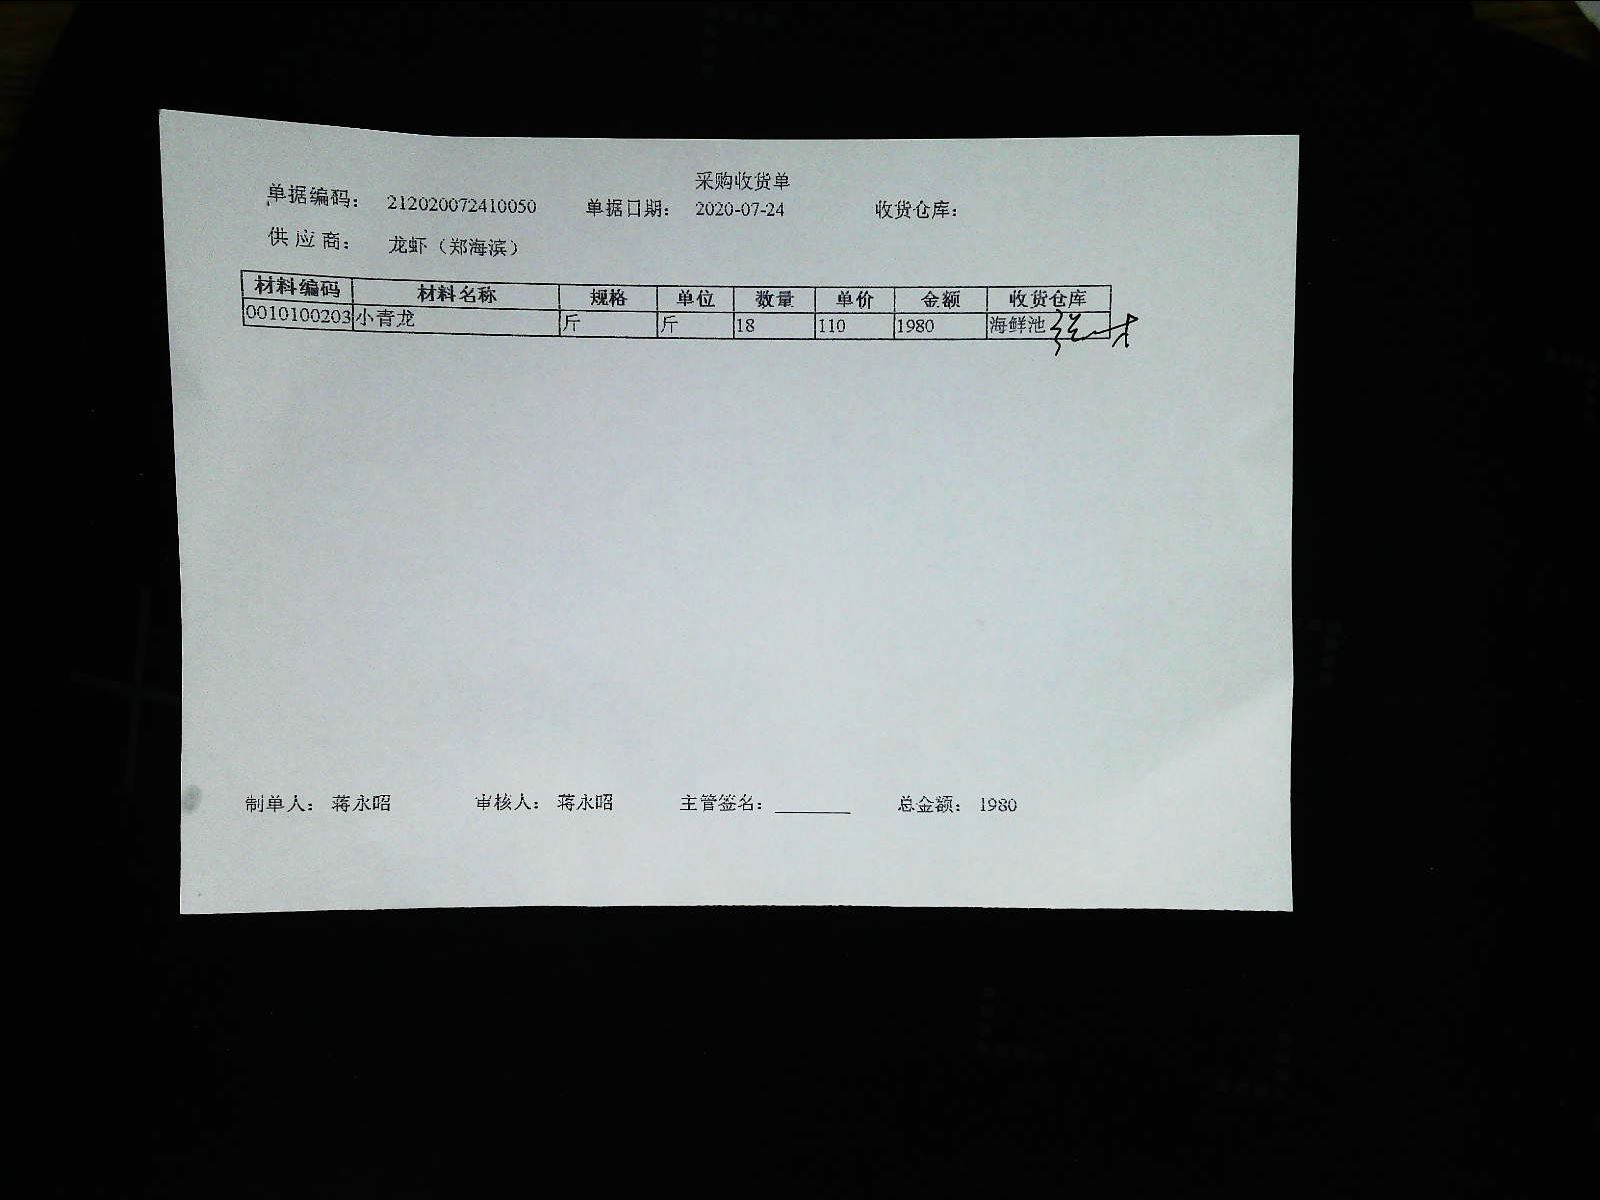 采购收货单
单据编码： 212020072410050 单据日期： 2020-07-24 收货仓库：
供 应 商： 龙虾（郑海滨）
材料编码 材料名称 规格 单位 数量 单价 金额 收货仓库
0010100203 小青龙 斤 斤 18 110 1980 海鲜池
制单人： 蒋永昭 审核人： 蒋永昭 主管签名： 总金额： 1980